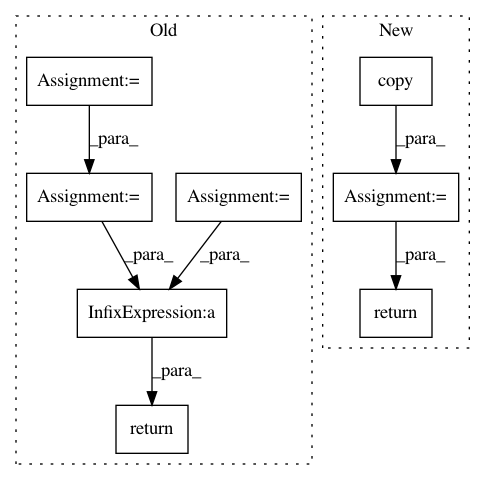 Old
New
Assignment:=
copy
_para_
_para_
Assignment:=
Assignment:=
Assignment:=
_para_
_para_
_para_
InfixExpression:a
return
_para_
return